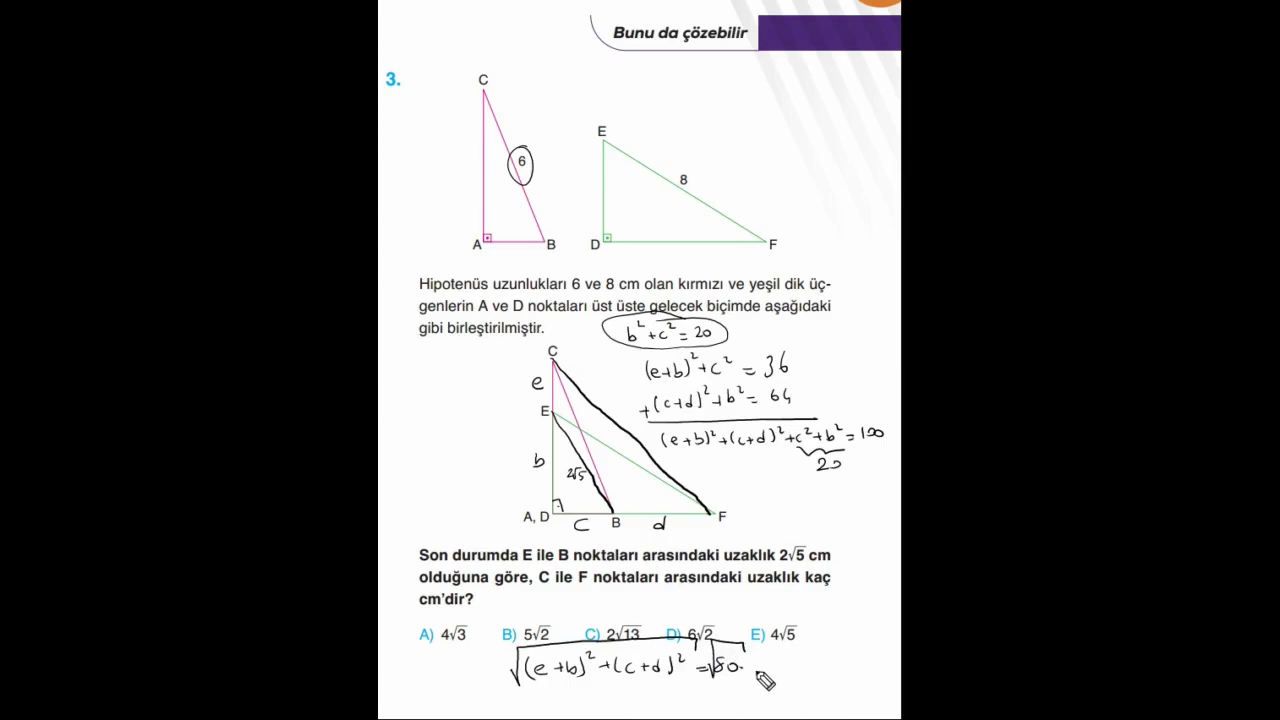 Bunu da çözebilir
3.
C
6
A
B
E
8
D
F
Hipotenüs uzunlukları 6 ve 8 cm olan kırmızı ve yeşil dik üç-
genlerin A ve D noktaları üst üste gelecek biçimde aşağıdaki
gibi birleştirilmiştir.
b² + c² = 20
(e+b)² + c² = 36
+(c+d)² + b² = 64
(e+b)² + (c+d)² + c² + b² = 100
20
C
e
E
b
2√5
A, D
c
B
d
F
Son durumda E ile B noktaları arasındaki uzaklık 2√5 cm
olduğuna göre, C ile F noktaları arasındaki uzaklık kaç
cm'dir?
A) 4√3 B) 5√2 C) 2√13 D) 6√2 E) 4√5
√(e+b)² + (c+d)² = √80